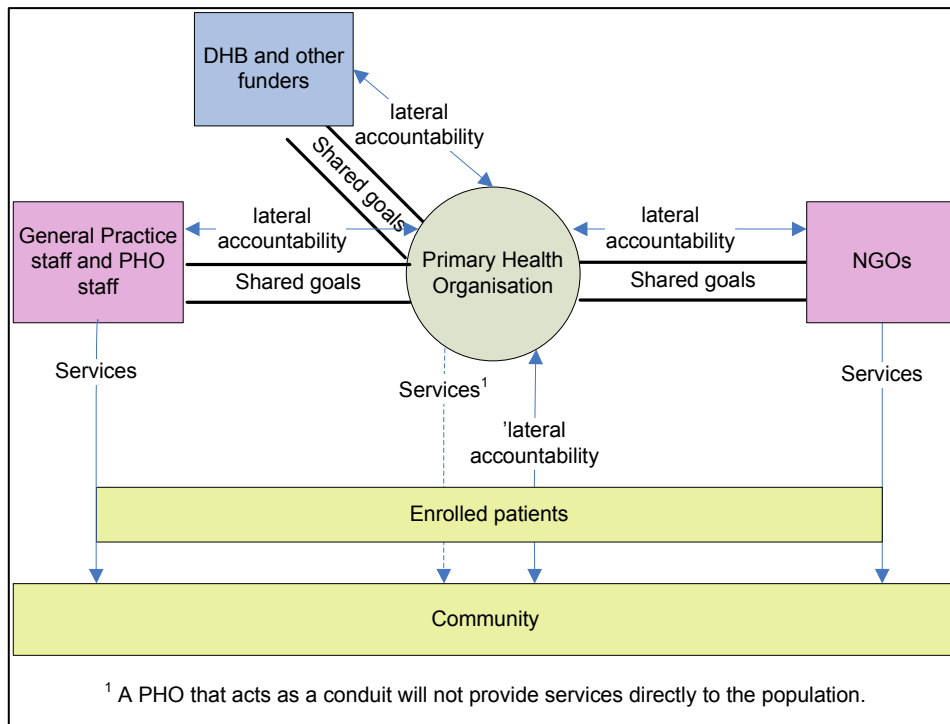 DHB and other
funders
lateral
accountability
Shared goals
General Practice
staff and PHO
staff
lateral
accountability
Shared goals
Primary Health
Organisation
lateral
accountability
Shared goals
NGOs
Services
Services¹
'lateral
accountability
Services
Enrolled patients
Community
¹ A PHO that acts as a conduit will not provide services directly to the population.